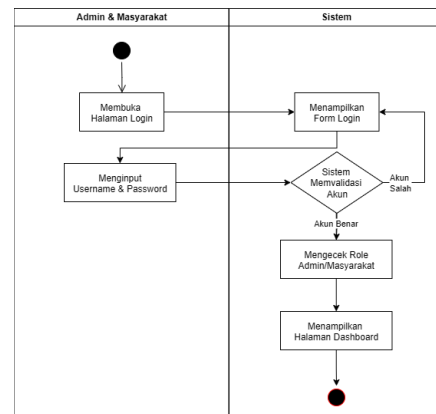 Admin & Masyarakat
Sistem
Membuka
Halaman Login
Menampilkan
Form Login
Menginput
Username & Password
Sistem
Memvalidasi
Akun
Akun
Salah
Akun Benar
Mengecek Role
Admin/Masyarakat
Menampilkan
Halaman Dashboard